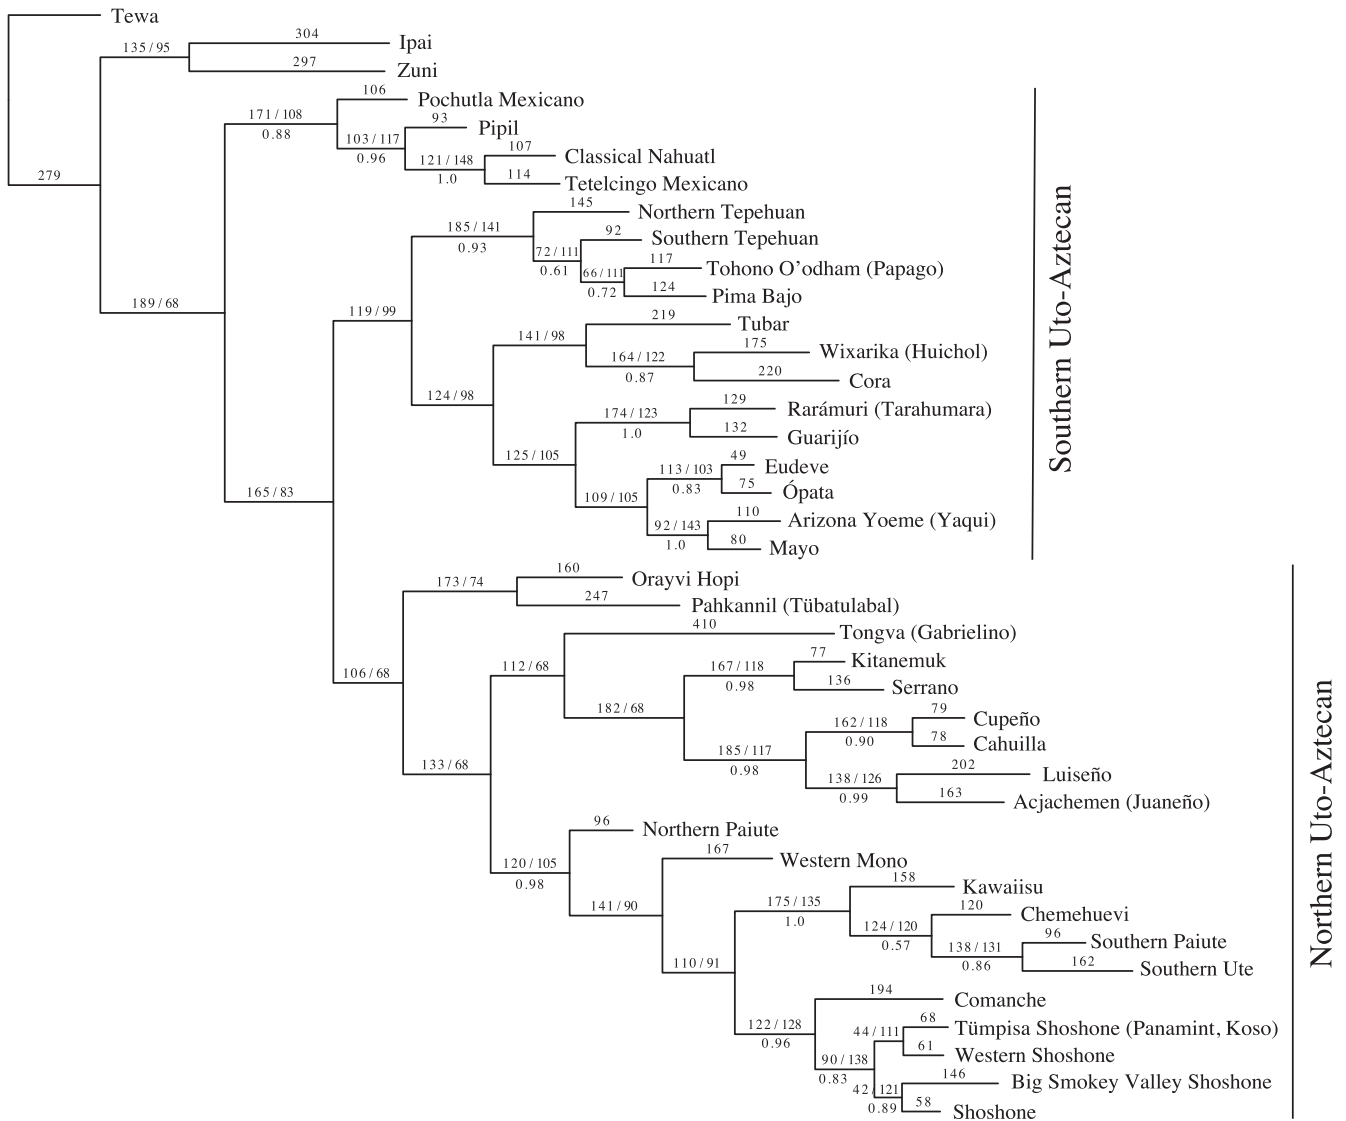 Tewa
304
135 / 95
Ipai
297
Zuni
106
Pochutla Mexicano
171 / 108
0.88
93
Pipil
103 / 117
0.96
107
Classical Nahuatl
121 / 148
1.0
114
Tetelcingo Mexicano
279
145
Northern Tepehuan
185 / 141
0.93
92
Southern Tepehuan
72 / 111
0.61
117
Tohono O’odham (Papago)
66 / 111
0.72
124
Pima Bajo
189 / 68
119 / 99
219
Tubar
141 / 98
175
Wixarika (Huichol)
164 / 122
0.87
220
Cora
124 / 98
129
Rarámuri (Tarahumara)
174 / 123
1.0
132
Guarijío
125 / 105
49
Eudeve
113 / 103
0.83
75
Ópata
109 / 105
110
Arizona Yoeme (Yaqui)
92 / 143
1.0
80
Mayo
165 / 83
Southern Uto-Aztecan
160
Orayvi Hopi
173 / 74
247
Pahkannil (Tübatulabal)
410
Tongva (Gabrielino)
106 / 68
112 / 68
77
Kitanemuk
167 / 118
0.98
136
Serrano
182 / 68
79
Cupeño
162 / 118
0.90
78
Cahuilla
185 / 117
0.98
202
Luiseño
138 / 126
0.99
163
Acjachemen (Juaneño)
133 / 68
96
Northern Paiute
120 / 105
0.98
167
Western Mono
141 / 90
158
Kawaiisu
175 / 135
1.0
120
Chemehuevi
124 / 120
0.57
96
Southern Paiute
138 / 131
0.86
162
Southern Ute
110 / 91
194
Comanche
122 / 128
0.96
68
Tümpisa Shoshone (Panamint, Koso)
44 / 111
61
Western Shoshone
90 / 138
0.83
146
Big Smokey Valley Shoshone
42 / 121
0.89
58
Shoshone
Northern Uto-Aztecan